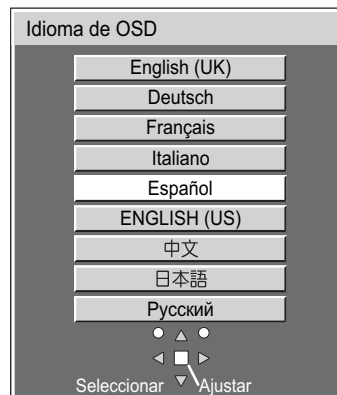 Idioma de OSD
English (UK)
Deutsch
Français
Italiano
Español
ENGLISH (US)
中文
日本語
Русский
Seleccionar
Ajustar